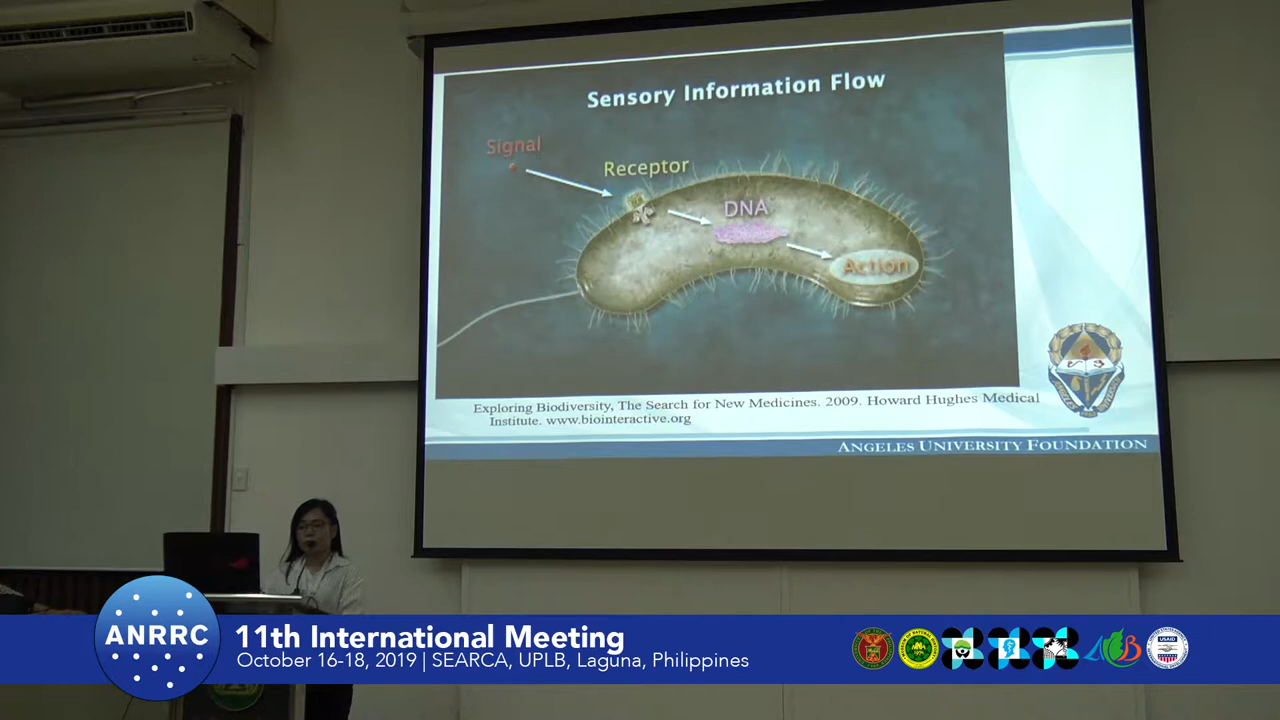 Sensory Information Flow
Signal
Receptor
DNA
Action
Exploring Biodiversity, The Search for New Medicines. 2009. Howard Hughes Medical
Institute. www.biointeractive.org
ANGELES UNIVERSITY FOUNDATION
ANRRC
11th International Meeting
October 16-18, 2019 | SEARCA, UPLB, Laguna, Philippines
USAID